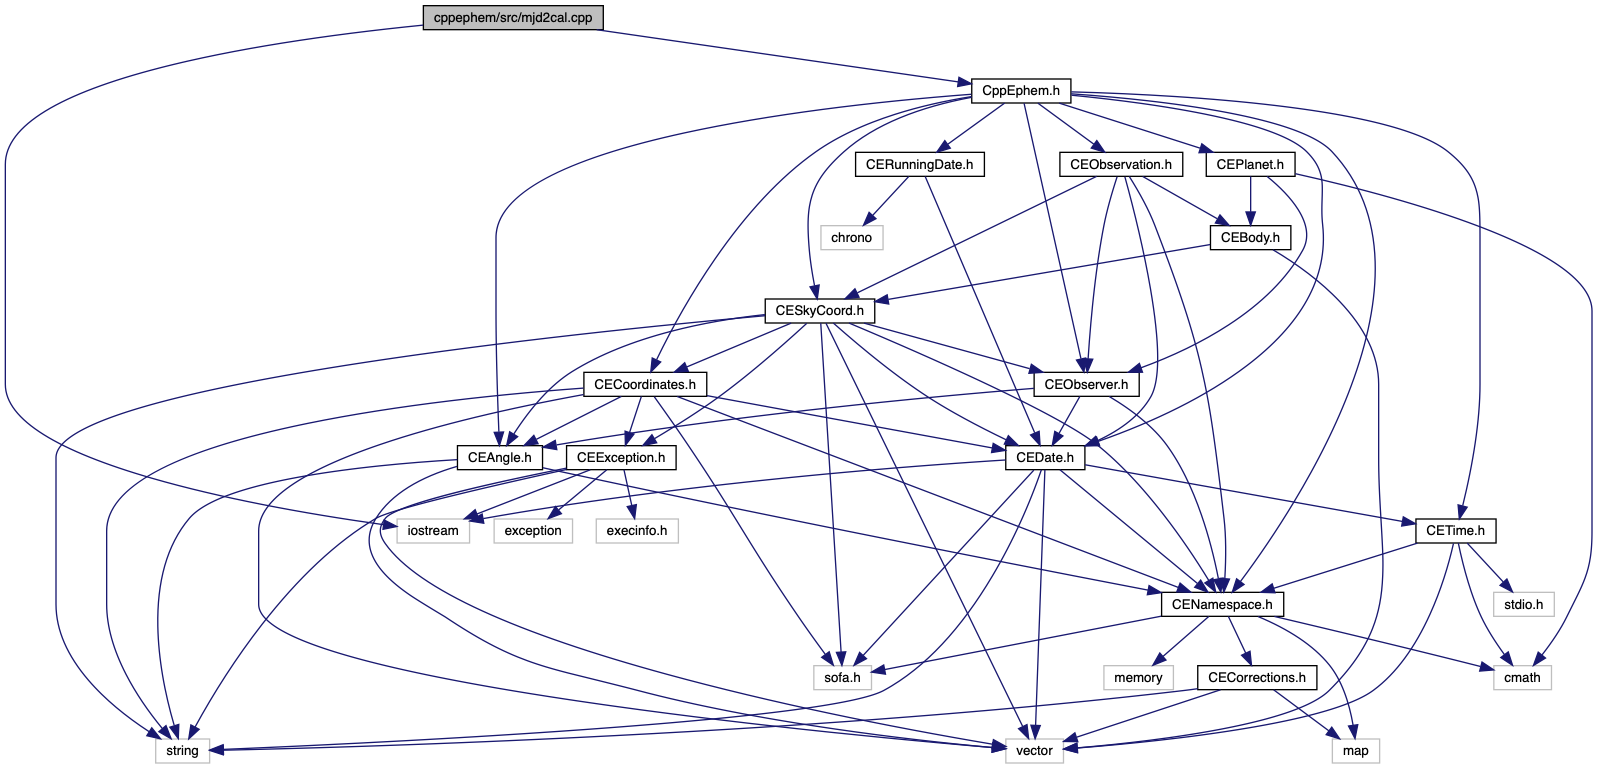 cppephem/src/mjd2cal.cpp
CppEphem.h
CERunningDate.h
CEObservation.h
CEPlanet.h
chrono
CEBody.h
CESkyCoord.h
CECoordinates.h
CEObserver.h
CEAngle.h
CEException.h
CEDate.h
iostream
exception
execinfo.h
CETime.h
CENamespace.h
stdio.h
sofa.h
memory
CECorrections.h
cmath
string
vector
map